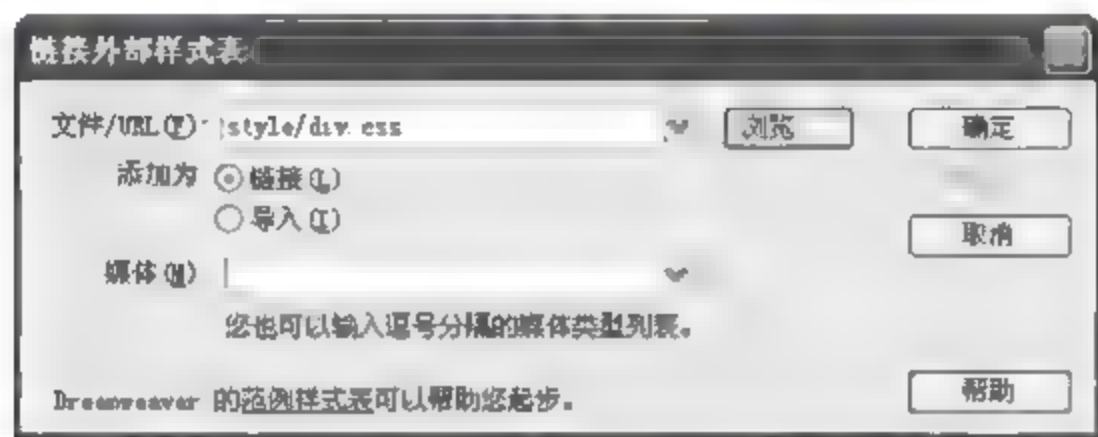 链接外部样式表
文件/URL(F): style/div.css 浏览 确定
添加为 链接(L)
导入(I) 取消
媒体(M)
您也可以输入逗号分隔的媒体类型列表。
Dreamweaver 的范例样式表可以帮助您起步。 帮助